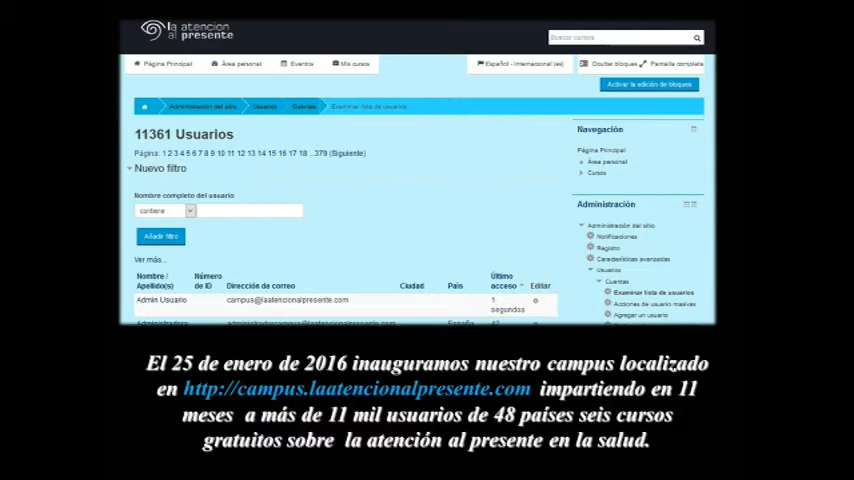 la atencion
al presente
Buscar cursos
Página Principal Área personal Eventos Mis cursos Español - Internacional (es) Ocultar bloques Pantalla completa
Activar la edición de bloques
Administración del sitio Usuarios Cuentas Examinar lista de usuarios
11361 Usuarios
Página: 1 2 3 4 5 6 7 8 9 10 11 12 13 14 15 16 17 18 ...379 (Siguiente)
Nuevo filtro
Nombre completo del usuario
contiene
Añadir filtro
Ver más...
Nombre / Apellido(s) Número de ID Dirección de correo Ciudad País Último acceso Editar
Admin Usuario campus@laatencionalpresente.com 1 segundos
Navegación
Página Principal
Área personal
Cursos
Administración
Administración del sitio
Notificaciones
Registro
Características avanzadas
Usuarios
Cuentas
Examinar lista de usuarios
Acciones de usuario masivas
Agregar un usuario
El 25 de enero de 2016 inauguramos nuestro campus localizado
en http://campus.laatencionalpresente.com impartiendo en 11
meses a más de 11 mil usuarios de 48 países seis cursos
gratuitos sobre la atención al presente en la salud.